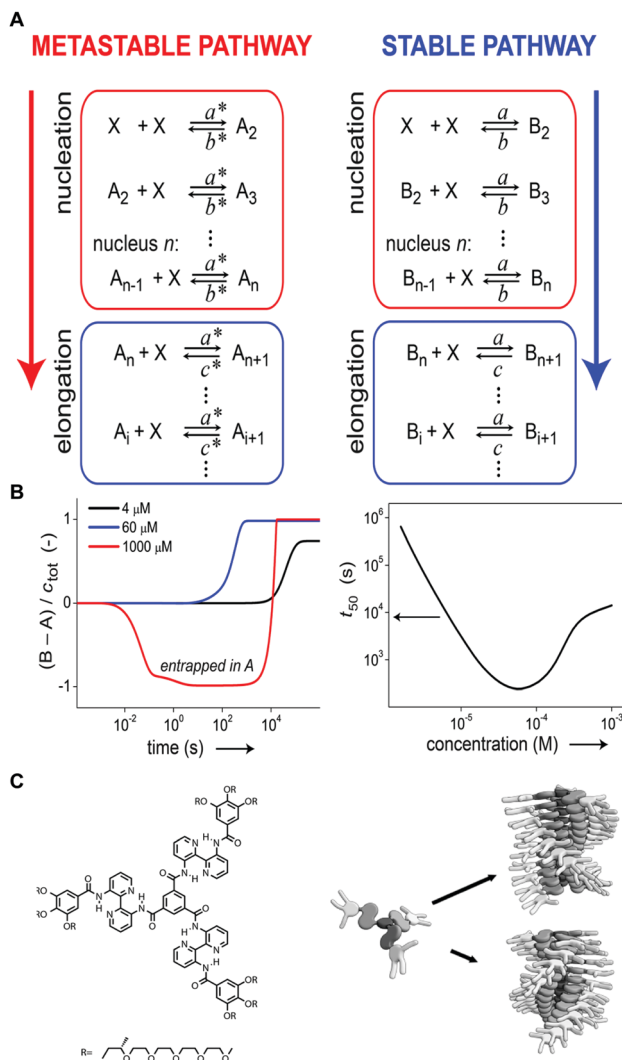 A
METASTABLE PATHWAY
STABLE PATHWAY
nucleation
X + X a* b* A2
A2 + X a* b* A3
nucleus n:
An-1 + X a* b* An
elongation
An + X a* c* An+1
Ai + X a* c* Ai+1
nucleation
X + X a b B2
B2 + X a b B3
nucleus n:
Bn-1 + X a b Bn
elongation
Bn + X a c Bn+1
Bi + X a c Bi+1
B
(B – A) / ctot (-)
1
0
-1
4 μM
60 μM
1000 μM
entrapped in A
10-2 100 102 104
time (s)
t50 (s)
106
105
104
103
10-5 10-4 10-3
concentration (M)
C
OR
RO OR
O
H
N
N
N
N
H
O
O
H
N
N
N
N
H
O
RO
RO
OR
O
N
H
N
N
H
N
O
OR
OR
OR
R=
O O O O O